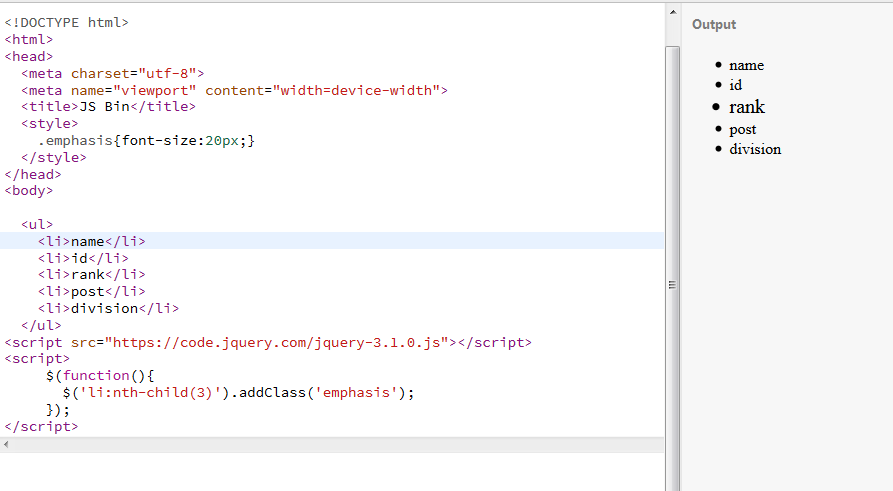 <!DOCTYPE html>
<html>
<head>
  <meta charset="utf-8">
  <meta name="viewport" content="width=device-width">
  <title>JS Bin</title>
  <style>
    .emphasis{font-size:20px;}
  </style>
</head>
<body>

  <ul>
    <li>name</li>
    <li>id</li>
    <li>rank</li>
    <li>post</li>
    <li>division</li>
  </ul>
<script src="https://code.jquery.com/jquery-3.1.0.js"></script>
<script>
     $(function(){
       $('li:nth-child(3)').addClass('emphasis');
     });
</script>
Output
name
id
rank
post
division